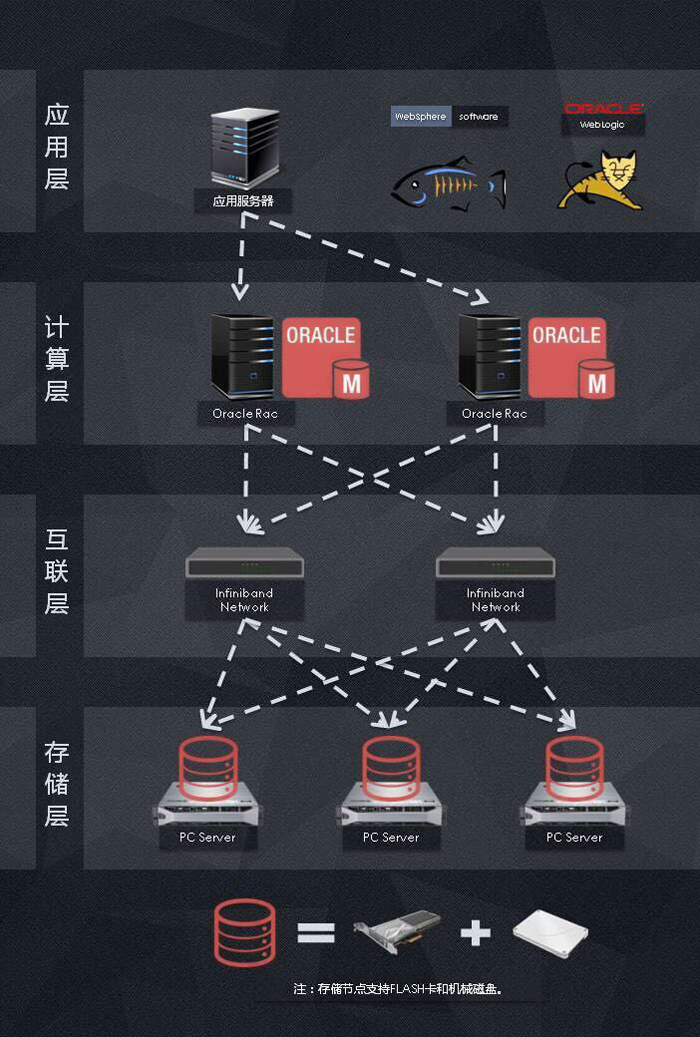 应用层
WebSphere software
ORACLE
WebLogic
应用服务器
计算层
ORACLE
M
ORACLE
M
Oracle Rac
Oracle Rac
互联层
Infiniband
Network
Infiniband
Network
存储层
PC Server
PC Server
PC Server
注：存储节点支持FLASH卡和机械磁盘。